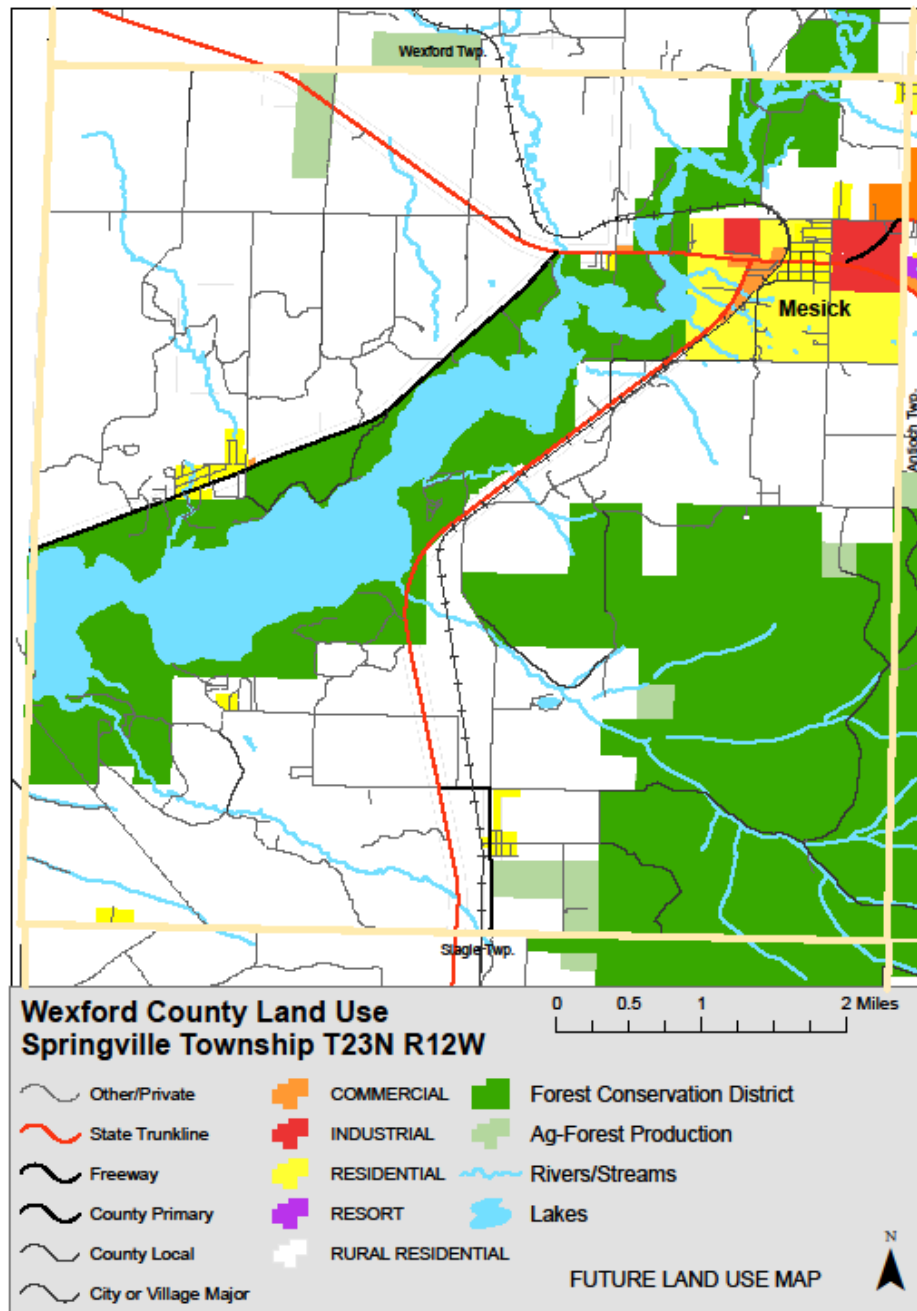 Wexford Twp.
Mesick
Antioch Twp.
Slagle Twp.
Wexford County Land Use
Springville Township T23N R12W
0 0.5 1 2 Miles
Other/Private
State Trunkline
Freeway
County Primary
County Local
City or Village Major
COMMERCIAL
INDUSTRIAL
RESIDENTIAL
RESORT
RURAL RESIDENTIAL
Forest Conservation District
Ag-Forest Production
Rivers/Streams
Lakes
N
FUTURE LAND USE MAP